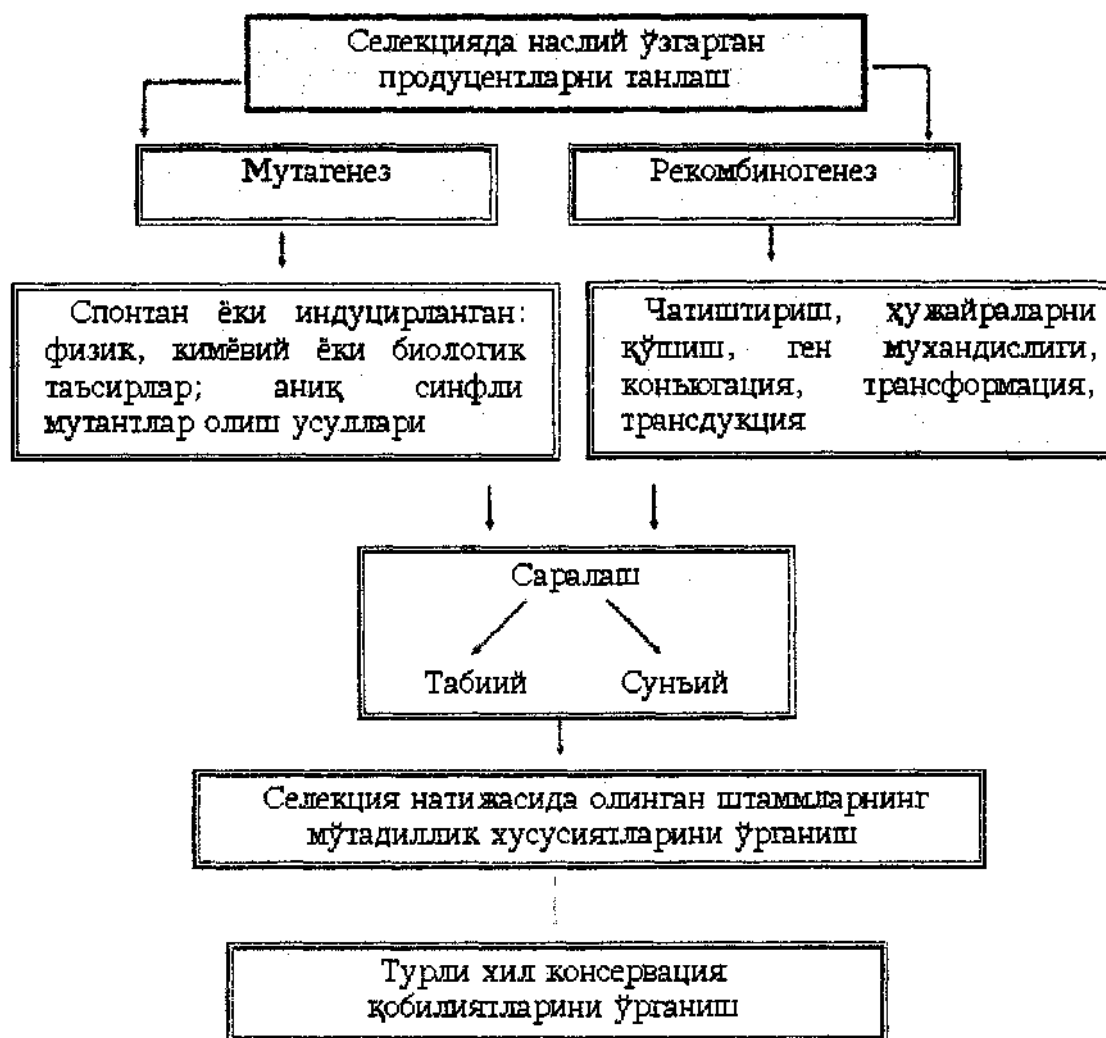 Селекцияда наслий ўзгарган
продуцентларни танлаш
Мутагенез
Рекомбиногенез
Спонтан ёки индуцирланган:
физик, кимёвий ёки биологик
таъсирлар; аниқ синфли
мутантлар олиш усуллари
Чатиштириш, ҳужайраларни
қўшиш, ген мухандислиги,
коньюгация, трансформация,
трансдукция
Саралаш
Табиий Сунъий
Селекция натижасида олинган штаммларнинг
мўтадиллик хусусиятларини ўрганиш
Турли хил консервация
қобилиятларини ўрганиш